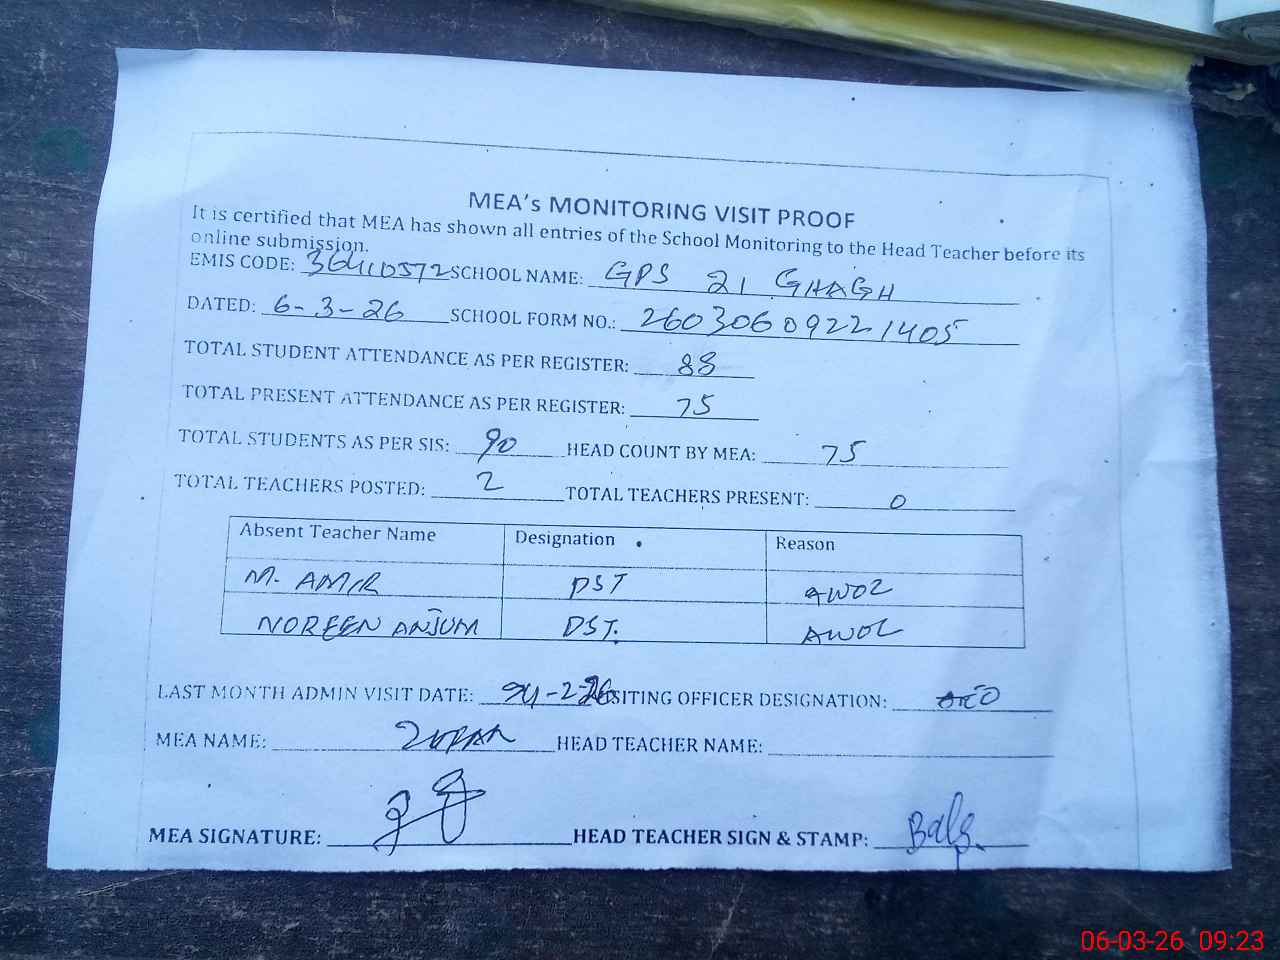 MEA's MONITORING VISIT PROOF
It is certified that MEA has shown all entries of the School Monitoring to the Head Teacher before its
online submission.
EMIS CODE: 36410572 SCHOOL NAME: GPS 21 GHAGH
DATED: 6-3-26 SCHOOL FORM NO.: 26030609221405
TOTAL STUDENT ATTENDANCE AS PER REGISTER: 88
TOTAL PRESENT ATTENDANCE AS PER REGISTER: 75
TOTAL STUDENTS AS PER SIS: 90 HEAD COUNT BY MEA: 75
TOTAL TEACHERS POSTED: 2 TOTAL TEACHERS PRESENT: 0
Absent Teacher Name Designation Reason
M. AMIR PST AWOL
NOREEN ANJUM PST. AWOL
LAST MONTH ADMIN VISIT DATE: -2-26 VISITING OFFICER DESIGNATION: AEO
MEA NAME: HEAD TEACHER NAME:
MEA SIGNATURE: HEAD TEACHER SIGN & STAMP:
06-03-26 09:23